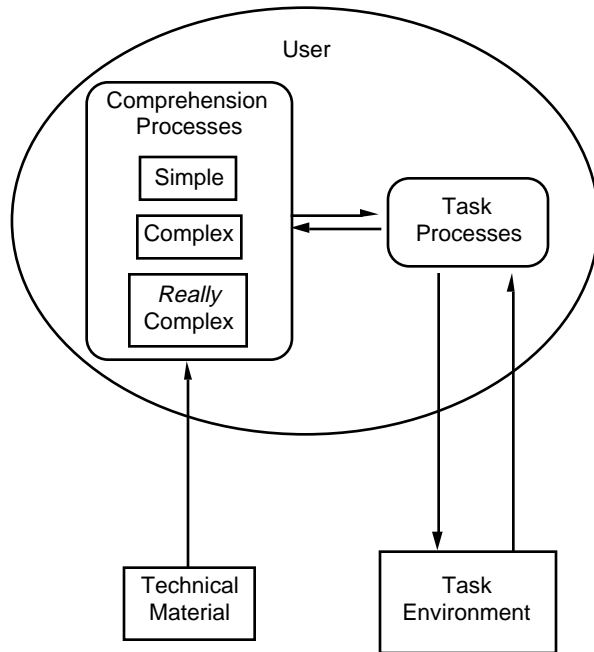 User
Comprehension
Processes
Simple
Complex
Really
Complex
Task
Processes
Technical
Material
Task
Environment